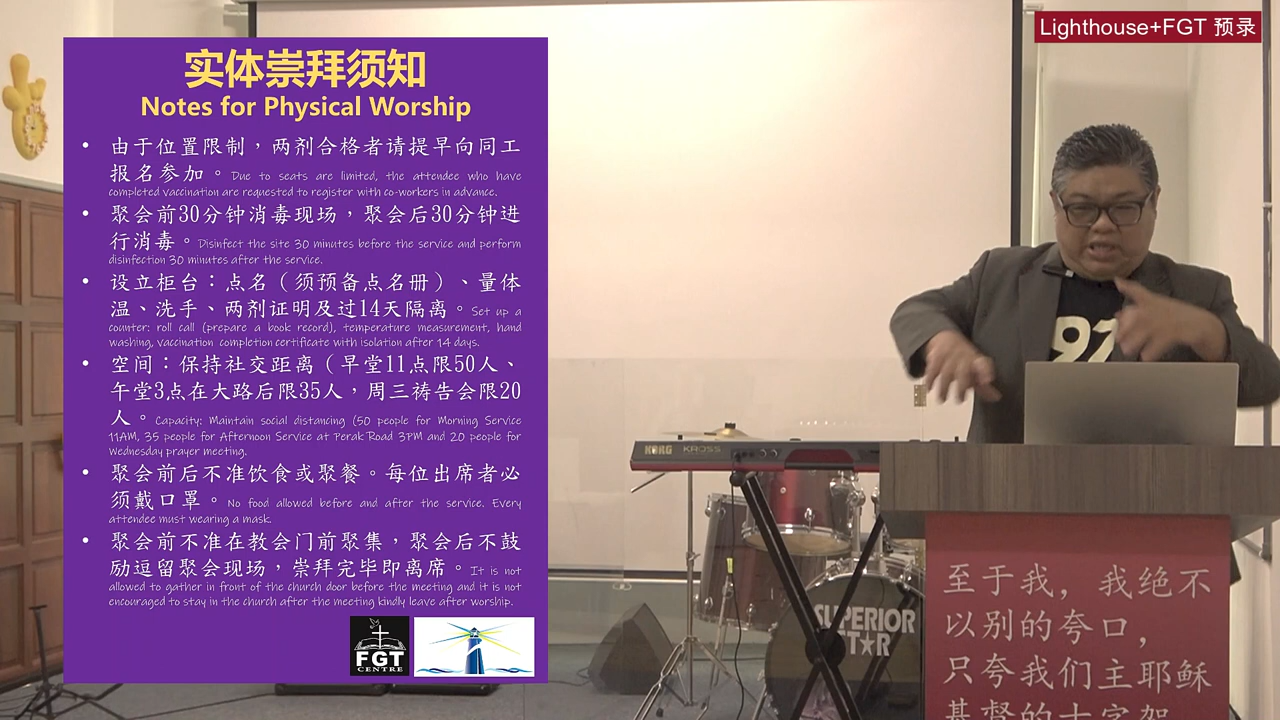 Lighthouse+FGT 预录
实体崇拜须知
Notes for Physical Worship
• 由于位置限制，两剂合格者请提早向同工
报名参加。Due to seats are limited, the attendee who have
completed vaccination are requested to register with co-workers in advance.
• 聚会前30分钟消毒现场，聚会后30分钟进
行消毒。Disinfect the site 30 minutes before the service and perform
disinfection 30 minutes after the service.
• 设立柜台：点名（须预备点名册）、量体
温、洗手、两剂证明及过14天隔离。Set up a
counter: roll call (prepare a book record), temperature measurement, hand
washing, vaccination completion certificate with isolation after 14 days.
• 空间：保持社交距离（早堂11点限50人、
午堂3点在大路后限35人，周三祷告会限20
人。Capacity: Maintain social distancing (50 people for Morning Service
11AM, 35 people for Afternoon Service at Perak Road 3PM and 20 people for
Wednesday prayer meeting.
• 聚会前后不准饮食或聚餐。每位出席者必
须戴口罩。No food allowed before and after the service. Every
attendee must wearing a mask.
• 聚会前不准在教会门前聚集，聚会后不鼓
励逗留聚会现场，崇拜完毕即离席。It is not
allowed to gather in front of the church door before the meeting and it is not
encouraged to stay in the church after the meeting kindly leave after worship.
FGT
CENTRE
KORG KROSS
SUPERIOR
STAR
至于我，我绝不
以别的夸口，
只夸我们主耶稣
基督的十字架